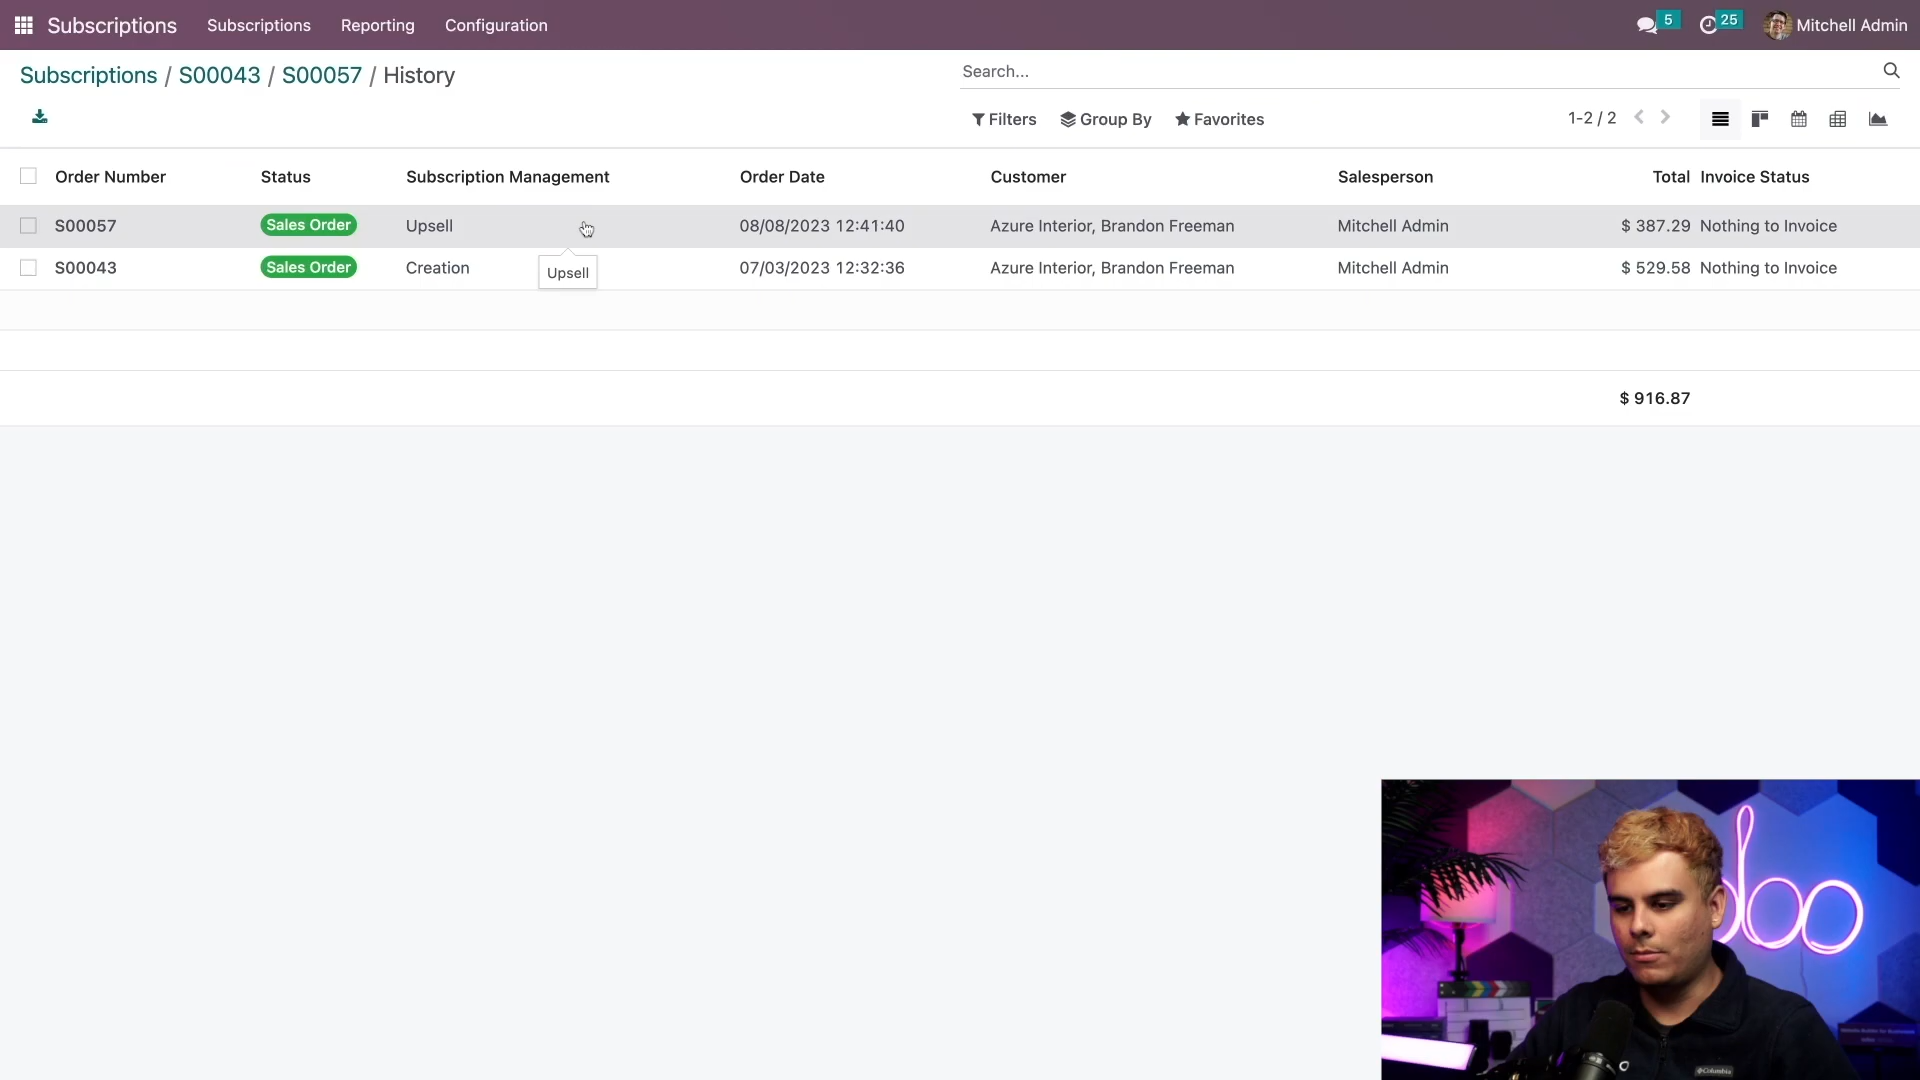 Subscriptions Subscriptions Reporting Configuration 5 25 Mitchell Admin
Subscriptions / S00043 / S00057 / History Search...
Filters Group By Favorites 1-2 / 2
Order Number Status Subscription Management Order Date Customer Salesperson Total Invoice Status
S00057 Sales Order Upsell 08/08/2023 12:41:40 Azure Interior, Brandon Freeman Mitchell Admin $ 387.29 Nothing to Invoice
S00043 Sales Order Creation 07/03/2023 12:32:36 Azure Interior, Brandon Freeman Mitchell Admin $ 529.58 Nothing to Invoice
Upsell
$ 916.87
odoo
Columbia